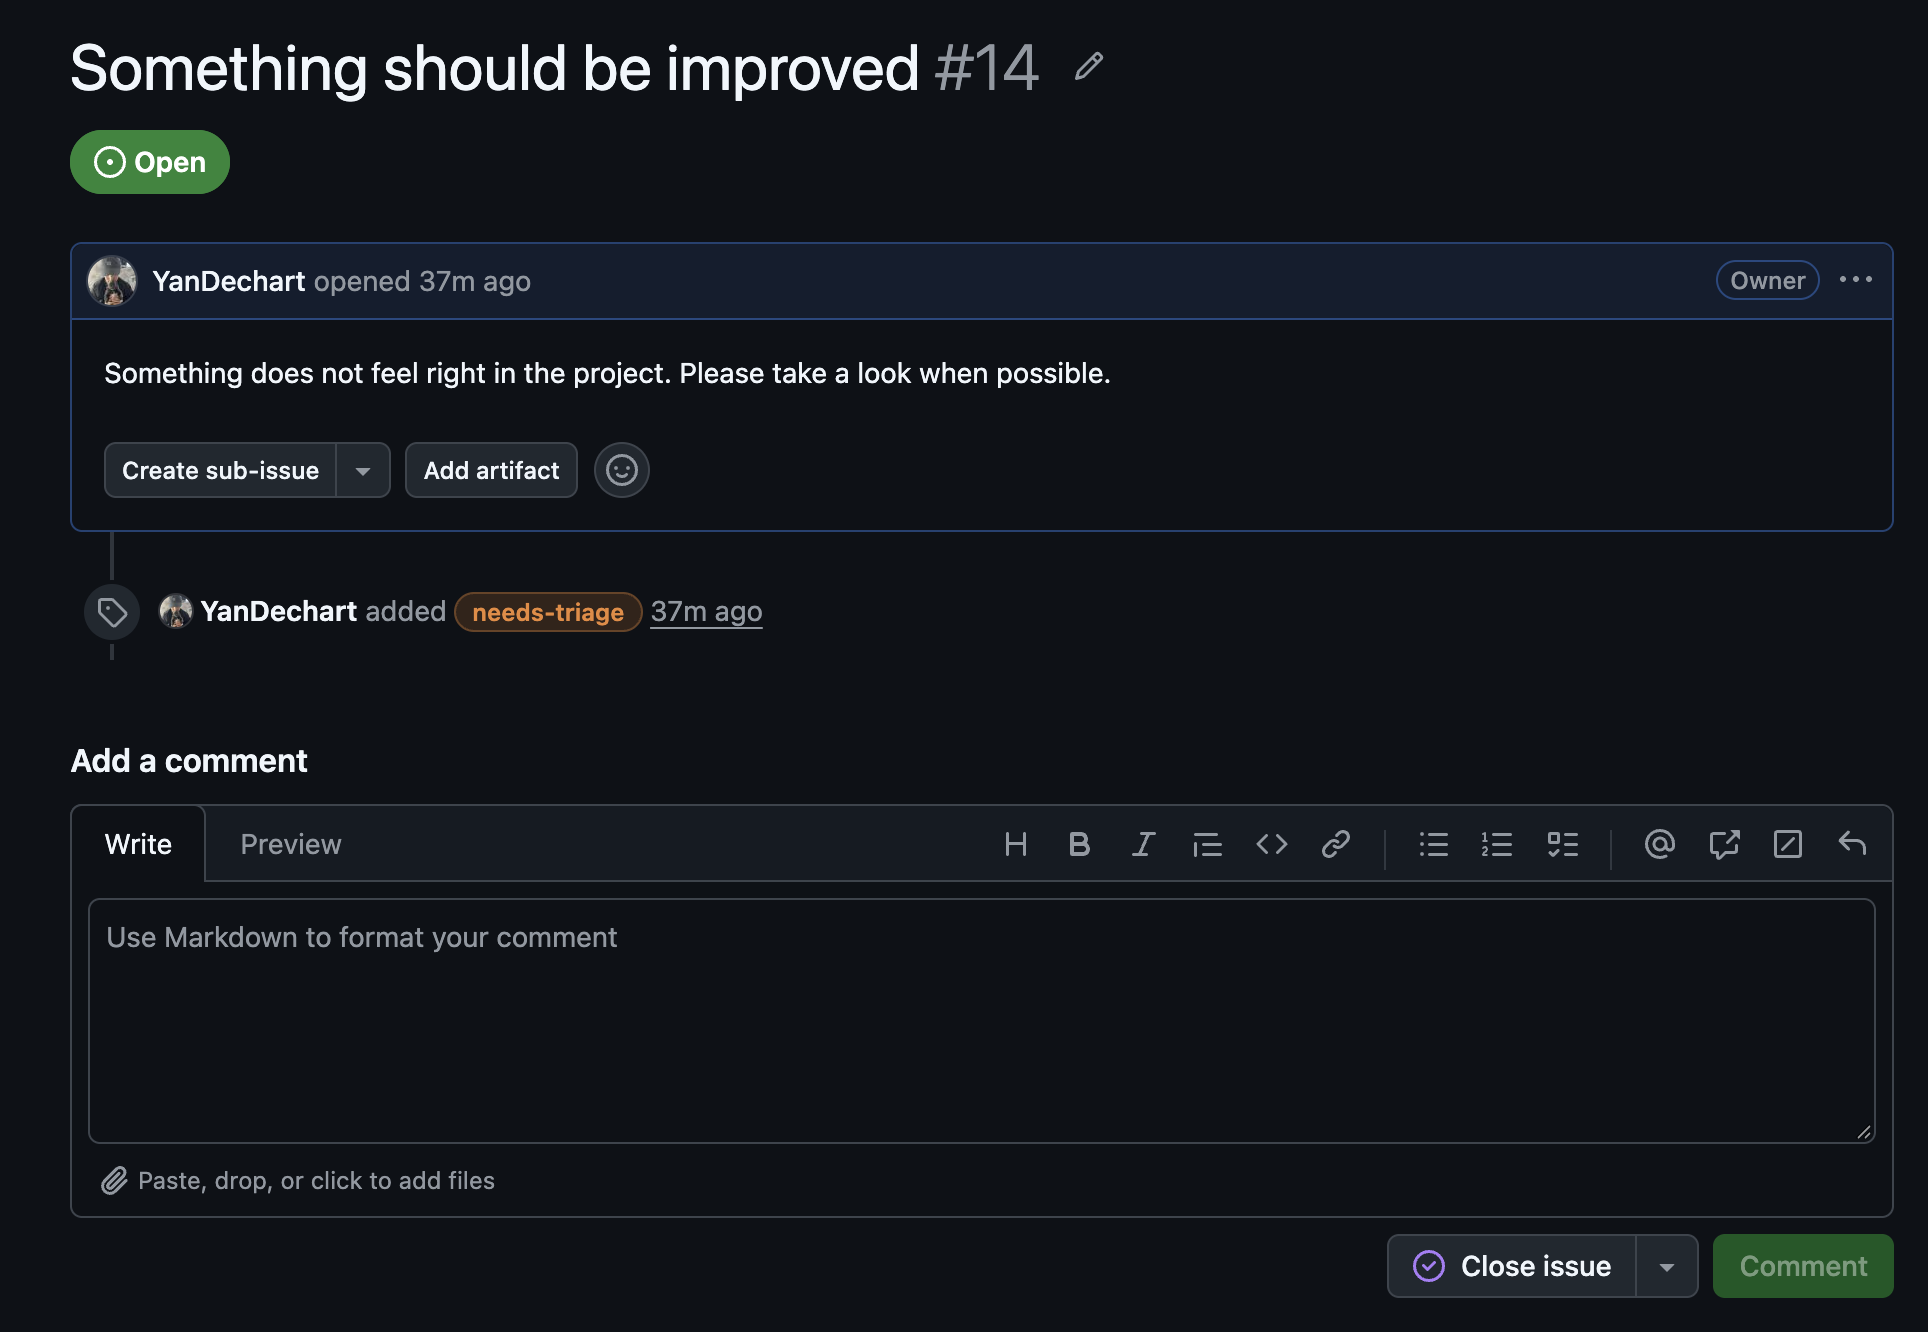 Something should be improved #14
Open
YanDechart opened 37m ago Owner
Something does not feel right in the project. Please take a look when possible.
Create sub-issue Add artifact
YanDechart added needs-triage 37m ago
Add a comment
Write Preview
Use Markdown to format your comment
Paste, drop, or click to add files
Close issue Comment